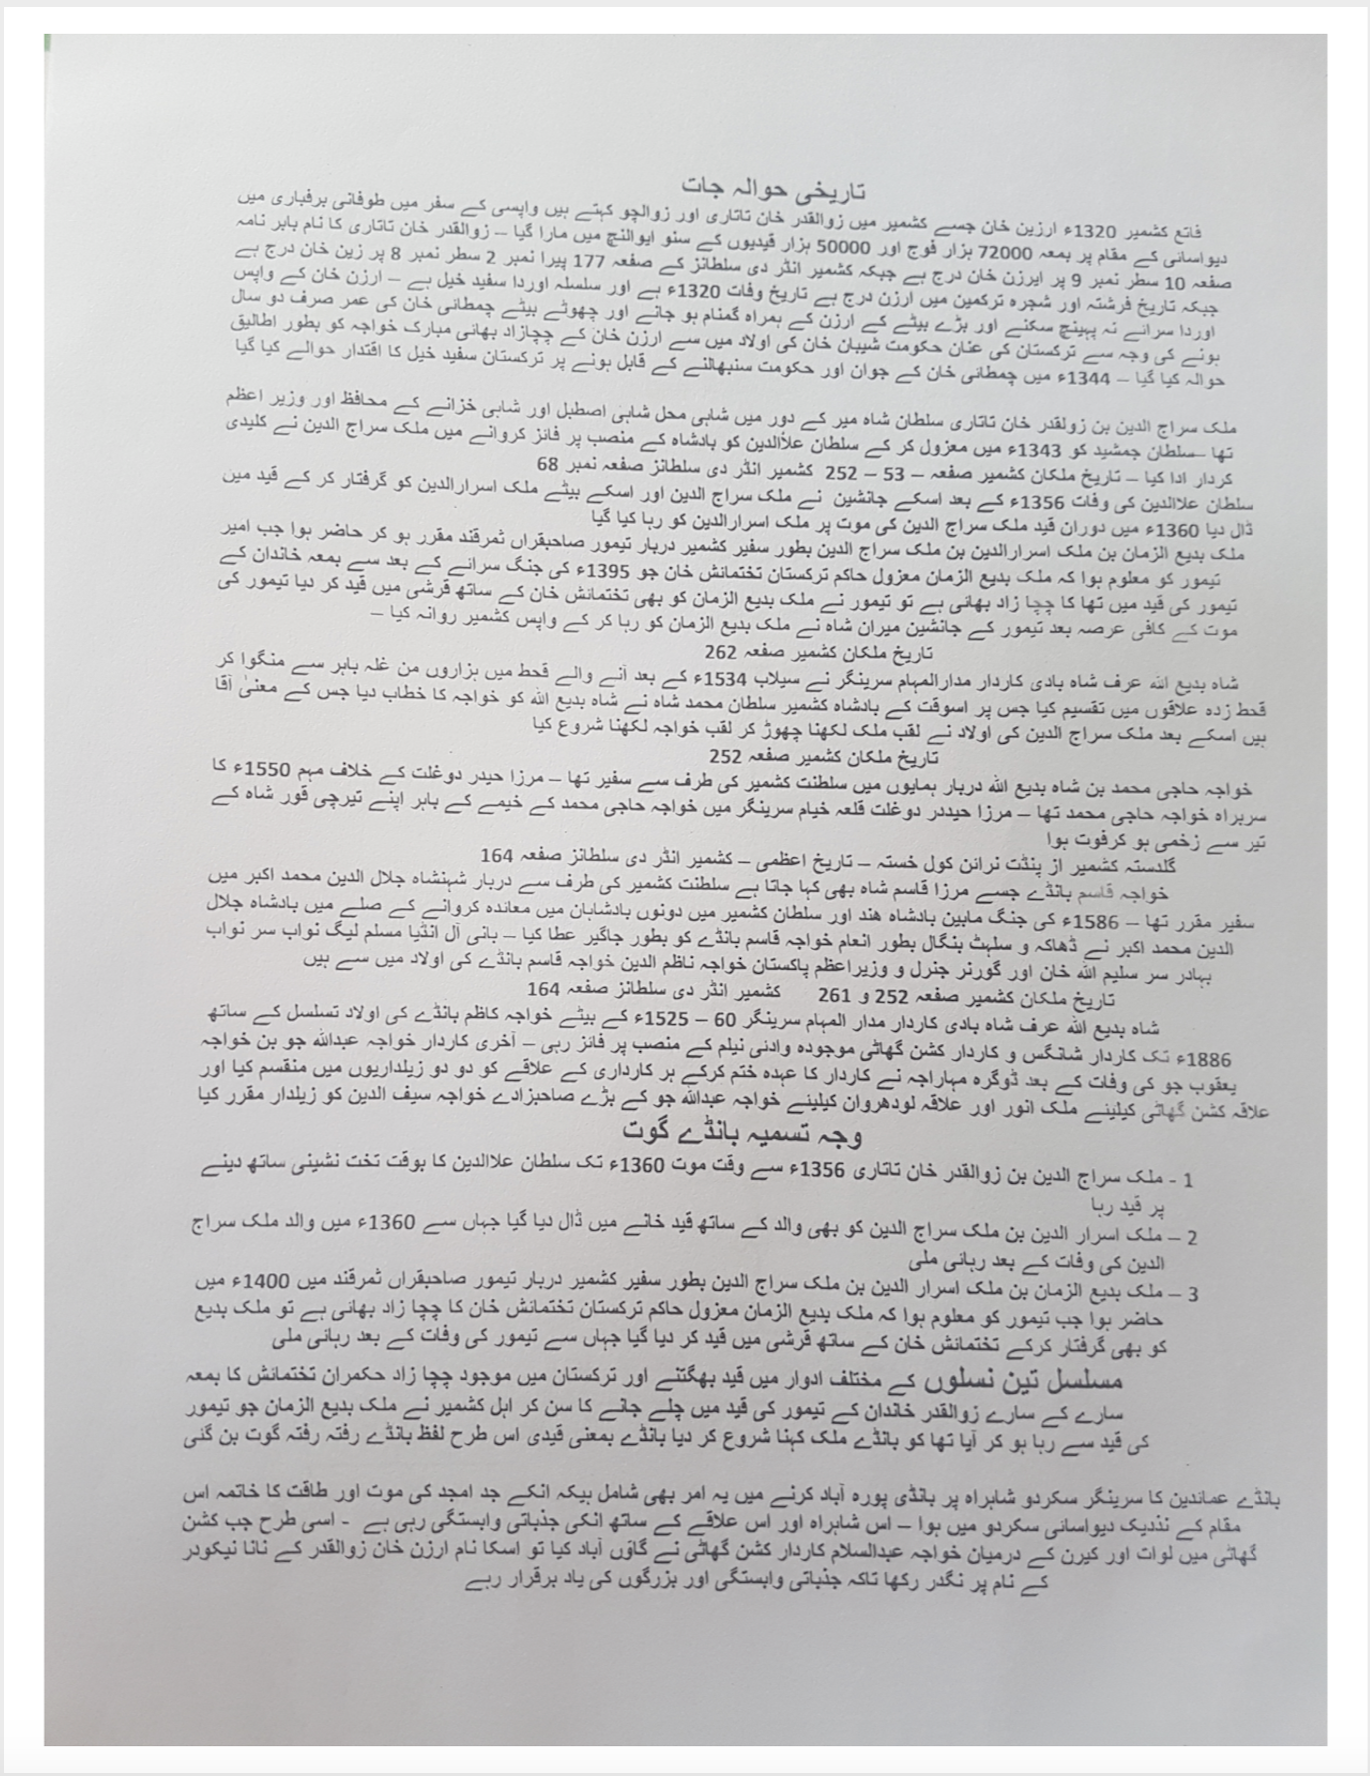 تاریخی حوالہ جات
فاتع کشمیر 1320ء ارزین خان جسے کشمیر میں زوالقدر خان تاتاری اور زوالچو کہتے ہیں واپسی کے سفر میں طوفانی برفباری میں
دیواسائی کے مقام پر بمعہ 72000 ہزار فوج اور 50000 ہزار قیدیوں کے سنو ایوالنچ میں مارا گیا – زوالقدر خان تاتاری کا نام بابر نامہ
صفعہ 10 سطر نمبر 9 پر ایرزن خان درج ہے جبکہ کشمیر انڈر دی سلطانز کے صفعہ 177 پیرا نمبر 2 سطر نمبر 8 پر زین خان درج ہے
جبکہ تاریخ فرشتہ اور شجرہ ترکمین میں ارزن درج ہے تاریخ وفات 1320ء ہے اور سلسلہ اوردا سفید خیل ہے – ارزن خان کے واپس
اوردا سرائے نہ پہینچ سکنے اور بڑے بیٹے کے ارزن کے ہمراہ گمنام ہو جانے اور چھوٹے بیٹے چمطائی خان کی عمر صرف دو سال
ہونے کی وجہ سے ترکستان کی عنان حکومت شیبان خان کی اولاد میں سے ارزن خان کے چچازاد بھائی مبارک خواجہ کو بطور اطالیق
حوالہ کیا گیا – 1344ء میں چمطائی خان کے جوان اور حکومت سنبھالنے کے قابل ہونے پر ترکستان سفید خیل کا اقتدار حوالے کیا گیا
ملک سراج الدین بن زولقدر خان تاتاری سلطان شاہ میر کے دور میں شاہی محل شاہی اصطبل اور شاہی خزانے کے محافظ اور وزیر اعظم
تھا –سلطان جمشید کو 1343ء میں معزول کر کے سلطان علاُالدین کو بادشاہ کے منصب پر فائز کروانے میں ملک سراج الدین نے کلیدی
کردار ادا کیا – تاریخ ملکان کشمیر صفعہ – 53 – 252 کشمیر انڈر دی سلطانز صفعہ نمبر 68
سلطان علاالدین کی وفات 1356ء کے بعد اسکے جانشین نے ملک سراج الدین اور اسکے بیٹے ملک اسرارالدین کو گرفتار کر کے قید میں
ڈال دیا 1360ء میں دوران قید ملک سراج الدین کی موت پر ملک اسرارالدین کو رہا کیا گیا
ملک بدیع الزمان بن ملک اسرارالدین بن ملک سراج الدین بطور سفیر کشمیر دربار تیمور صاحبقراں ثمرقند مقرر ہو کر حاضر ہوا جب امیر
تیمور کو معلوم ہوا کہ ملک بدیع الزمان معزول حاکم ترکستان تختمائش خان جو 1395ء کی جنگ سرائے کے بعد سے بمعہ خاندان کے
تیمور کی قید میں تھا کا چچا زاد بھائی ہے تو تیمور نے ملک بدیع الزمان کو بھی تختمائش خان کے ساتھ قرشی میں قید کر دیا تیمور کی
موت کے کافی عرصہ بعد تیمور کے جانشین میران شاہ نے ملک بدیع الزمان کو رہا کر کے واپس کشمیر روانہ کیا –
تاریخ ملکان کشمیر صفعہ 262
شاہ بدیع اللہ عرف شاہ بادی کاردار مدارالمہام سرینگر نے سیلاب 1534ء کے بعد آنے والے قحط میں ہزاروں من غلہ باہر سے منگوا کر
قحط زدہ علاقوں میں تقسیم کیا جس پر اسوقت کے بادشاہ کشمیر سلطان محمد شاہ نے شاہ بدیع اللہ کو خواجہ کا خطاب دیا جس کے معنیٰ آقا
ہیں اسکے بعد ملک سراج الدین کی اولاد نے لقب ملک لکھنا چھوڑ کر لقب خواجہ لکھنا شروع کیا
تاریخ ملکان کشمیر صفعہ 252
خواجہ حاجی محمد بن شاہ بدیع اللہ دربار ہمایوں میں سلطنت کشمیر کی طرف سے سفیر تھا – مرزا حیدر دوغلت کے خلاف مہم 1550ء کا
سربراہ خواجہ حاجی محمد تھا – مرزا حیددر دوغلت قلعہ خیام سرینگر میں خواجہ حاجی محمد کے خیمے کے باہر اپنے تیرچی قور شاہ کے
تیر سے زخمی ہو کرفوت ہوا
گلدستہ کشمیر از پنڈت نرائن کول خستہ – تاریخ اعظمی – کشمیر انڈر دی سلطانز صفعہ 164
خواجہ قاسم بانڈے جسے مرزا قاسم شاہ بھی کہا جاتا ہے سلطنت کشمیر کی طرف سے دربار شہنشاہ جلال الدین محمد اکبر میں
سفیر مقرر تھا – 1586ء کی جنگ مابین بادشاہ ھند اور سلطان کشمیر میں دونوں بادشاہان میں معائدہ کروانے کے صلے میں بادشاہ جلال
الدین محمد اکبر نے ڈھاکہ و سلہٹ بنگال بطور انعام خواجہ قاسم بانڈے کو بطور جاگیر عطا کیا – بانی آل انڈیا مسلم لیگ نواب سر نواب
بہادر سر سلیم اللہ خان اور گورنر جنرل و وزیراعظم پاکستان خواجہ ناظم الدین خواجہ قاسم بانڈے کی اولاد میں سے ہیں
تاریخ ملکان کشمیر صفعہ 252 و 261 کشمیر انڈر دی سلطانز صفعہ 164
شاہ بدیع اللہ عرف شاہ بادی کاردار مدار المہام سرینگر 60 – 1525ء کے بیٹے خواجہ کاظم بانڈے کی اولاد تسلسل کے ساتھ
1886ء تک کاردار شانگس و کاردار کشن گھاٹی موجودہ وادئی نیلم کے منصب پر فائز رہی – آخری کاردار خواجہ عبداللہ جو بن خواجہ
یعقوب جو کی وفات کے بعد ڈوگرہ مہاراجہ نے کاردار کا عہدہ ختم کرکے ہر کارداری کے علاقے کو دو دو زیلداریوں میں منقسم کیا اور
علاقہ کشن گھاٹی کیلیئے ملک انور اور علاقہ لودھروان کیلیئے خواجہ عبداللہ جو کے بڑے صاحبزادے خواجہ سیف الدین کو زیلدار مقرر کیا
وجہ تسمیہ بانڈے گوت
1 - ملک سراج الدین بن زوالقدر خان تاتاری 1356ء سے وقت موت 1360ء تک سلطان علاالدین کا بوقت تخت نشینی ساتھ دینے
پر قید رہا
2 – ملک اسرار الدین بن ملک سراج الدین کو بھی والد کے ساتھ قید خانے میں ڈال دیا گیا جہاں سے 1360ء میں والد ملک سراج
الدین کی وفات کے بعد رہائی ملی
3 – ملک بدیع الزمان بن ملک اسرار الدین بن ملک سراج الدین بطور سفیر کشمیر دربار تیمور صاحبقراں ثمرقند میں 1400ء میں
حاضر ہوا جب تیمور کو معلوم ہوا کہ ملک بدیع الزمان معزول حاکم ترکستان تختمائش خان کا چچا زاد بھائی ہے تو ملک بدیع
کو بھی گرفتار کرکے تختمائش خان کے ساتھ قرشی میں قید کر دیا گیا جہاں سے تیمور کی وفات کے بعد رہائی ملی
مسلسل تین نسلوں کے مختلف ادوار میں قید بھگتنے اور ترکستان میں موجود چچا زاد حکمران تختمائش کا بمعہ
سارے کے سارے زوالقدر خاندان کے تیمور کی قید میں چلے جانے کا سن کر اہل کشمیر نے ملک بدیع الزمان جو تیمور
کی قید سے رہا ہو کر آیا تھا کو بانڈے ملک کہنا شروع کر دیا بانڈے بمعنی قیدی اس طرح لفظ بانڈے رفتہ رفتہ گوت بن گئی
بانڈے عمائدین کا سرینگر سکردو شاہراہ پر بانڈی پورہ آباد کرنے میں یہ امر بھی شامل ہیکہ انکے جد امجد کی موت اور طاقت کا خاتمہ اس
مقام کے نذدیک دیواسائی سکردو میں ہوا – اس شاہراہ اور اس علاقے کے ساتھ انکی جذباتی وابستگی رہی ہے - اسی طرح جب کشن
گھاٹی میں لوات اور کیرن کے درمیان خواجہ عبدالسلام کاردار کشن گھاٹی نے گاؤں آباد کیا تو اسکا نام ارزن خان زوالقدر کے نانا نیکودر
کے نام پر نگدر رکھا تاکہ جذباتی وابستگی اور بزرگوں کی یاد برقرار رہے